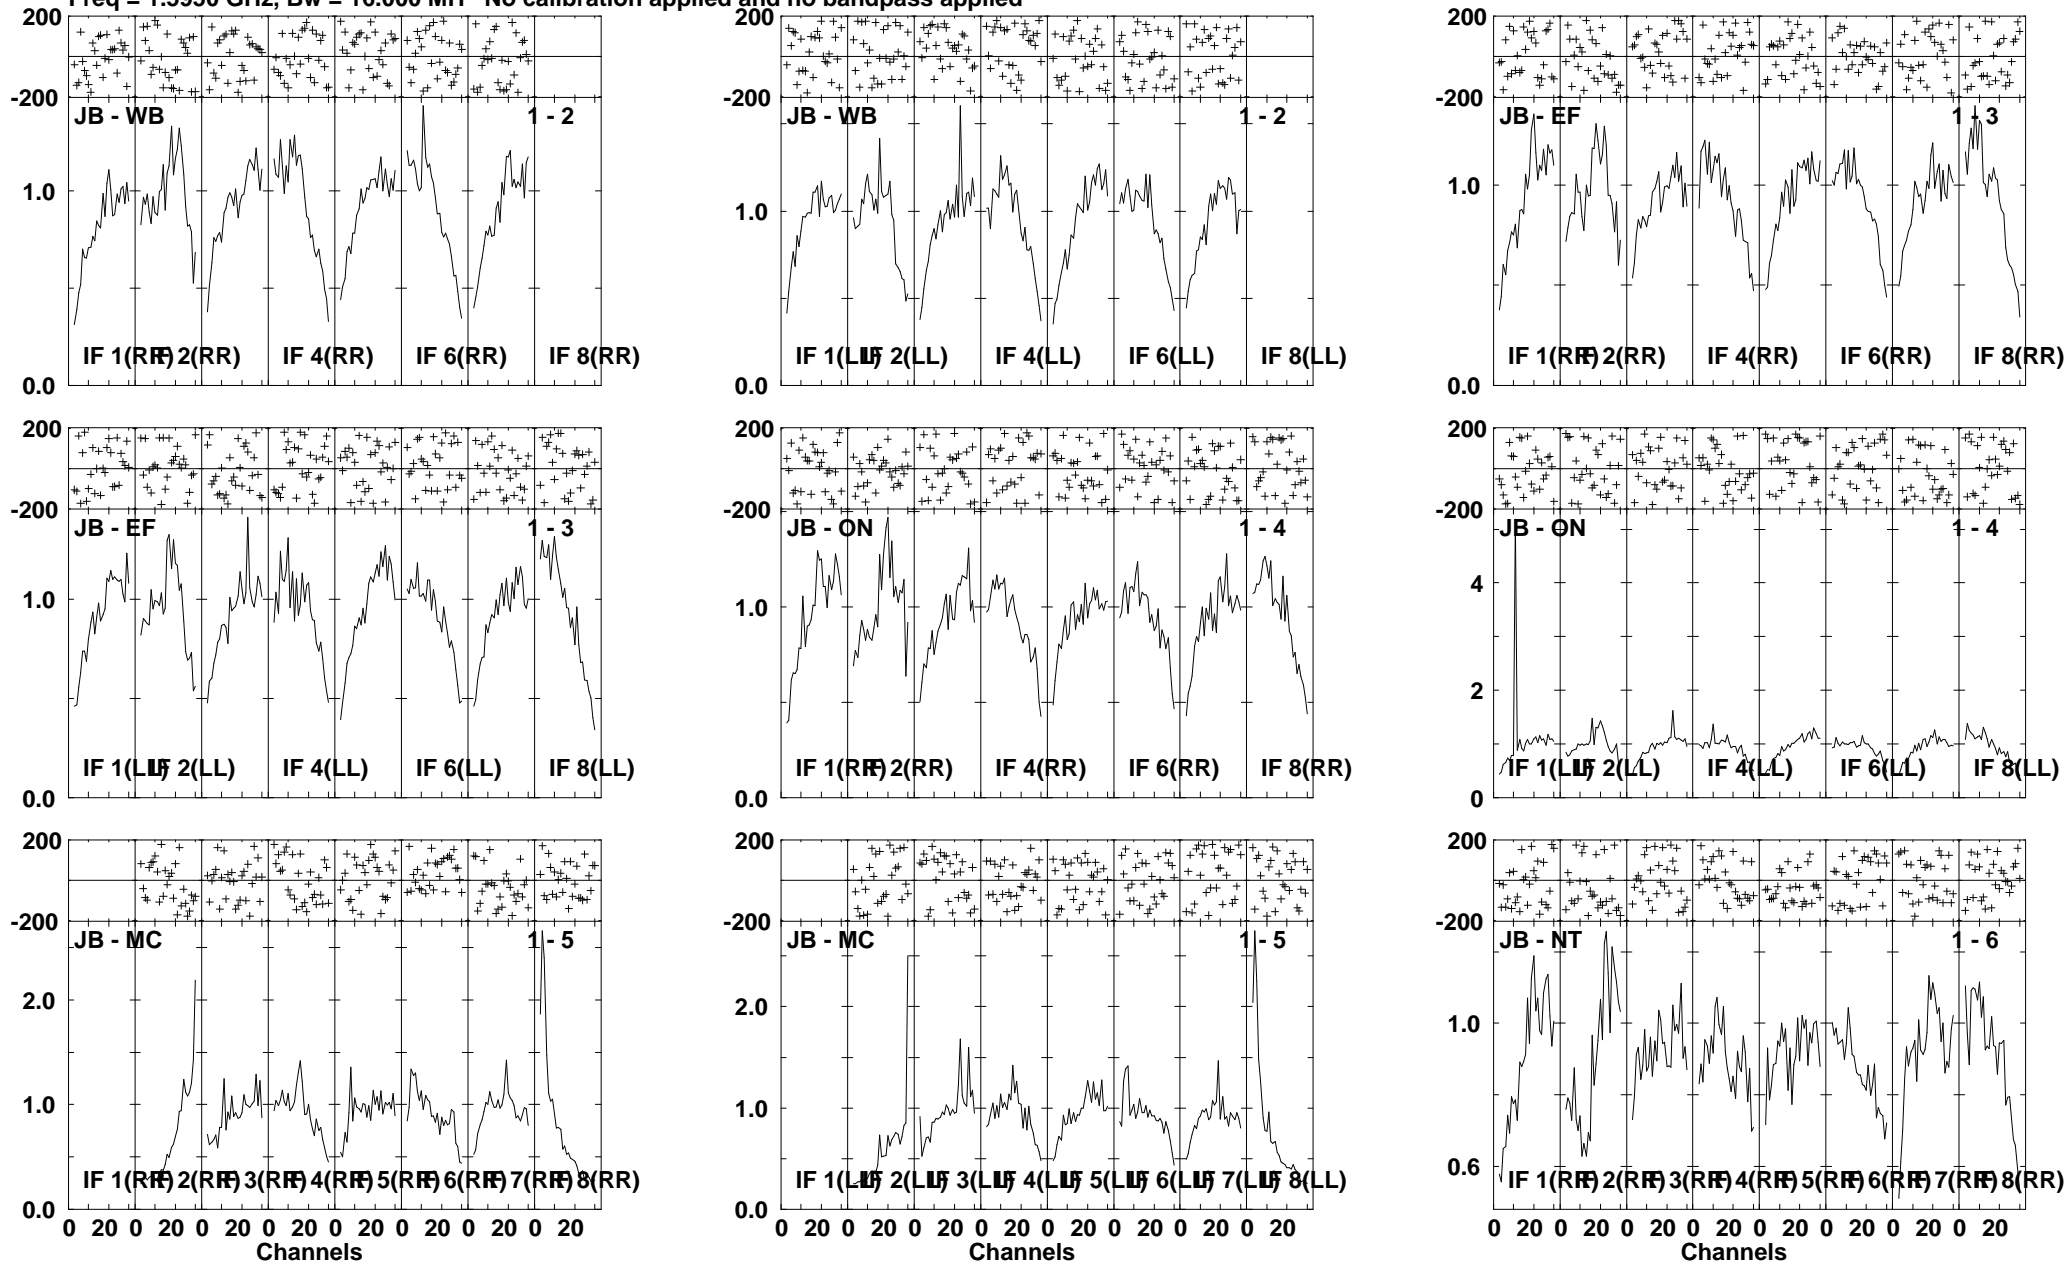 No calibration applied and no bandpass applied
200
-200
JB - WB
1 - 2
1.0
0.0
IF 1(RR)
IF 2(RR)
IF 4(RR)
IF 6(RR)
IF 8(RR)
200
-200
JB - WB
1 - 2
1.0
0.0
IF 1(LL)
IF 2(LL)
IF 4(LL)
IF 6(LL)
IF 8(LL)
200
-200
JB - EF
1 - 3
1.0
0.0
IF 1(RR)
IF 2(RR)
IF 4(RR)
IF 6(RR)
IF 8(RR)
200
-200
JB - EF
1 - 3
1.0
0.0
IF 1(LL)
IF 2(LL)
IF 4(LL)
IF 6(LL)
IF 8(LL)
200
-200
JB - ON
1 - 4
1.0
0.0
IF 1(RR)
IF 2(RR)
IF 4(RR)
IF 6(RR)
IF 8(RR)
200
-200
JB - ON
1 - 4
4
2
0
IF 1(LL)
IF 2(LL)
IF 4(LL)
IF 6(LL)
IF 8(LL)
200
-200
JB - MC
1 - 5
2.0
1.0
0.0
IF 1(RR)
IF 2(RR)
IF 3(RR)
IF 4(RR)
IF 5(RR)
IF 6(RR)
IF 7(RR)
IF 8(RR)
0 20 0 20 0 20 0 20 0 20 0 20 0 20 0 20
Channels
200
-200
JB - MC
1 - 5
2.0
1.0
0.0
IF 1(LL)
IF 2(LL)
IF 3(LL)
IF 4(LL)
IF 5(LL)
IF 6(LL)
IF 7(LL)
IF 8(LL)
0 20 0 20 0 20 0 20 0 20 0 20 0 20 0 20
Channels
200
-200
JB - NT
1 - 6
1.0
0.6
IF 1(RR)
IF 2(RR)
IF 3(RR)
IF 4(RR)
IF 5(RR)
IF 6(RR)
IF 7(RR)
IF 8(RR)
0 20 0 20 0 20 0 20 0 20 0 20 0 20 0 20
Channels